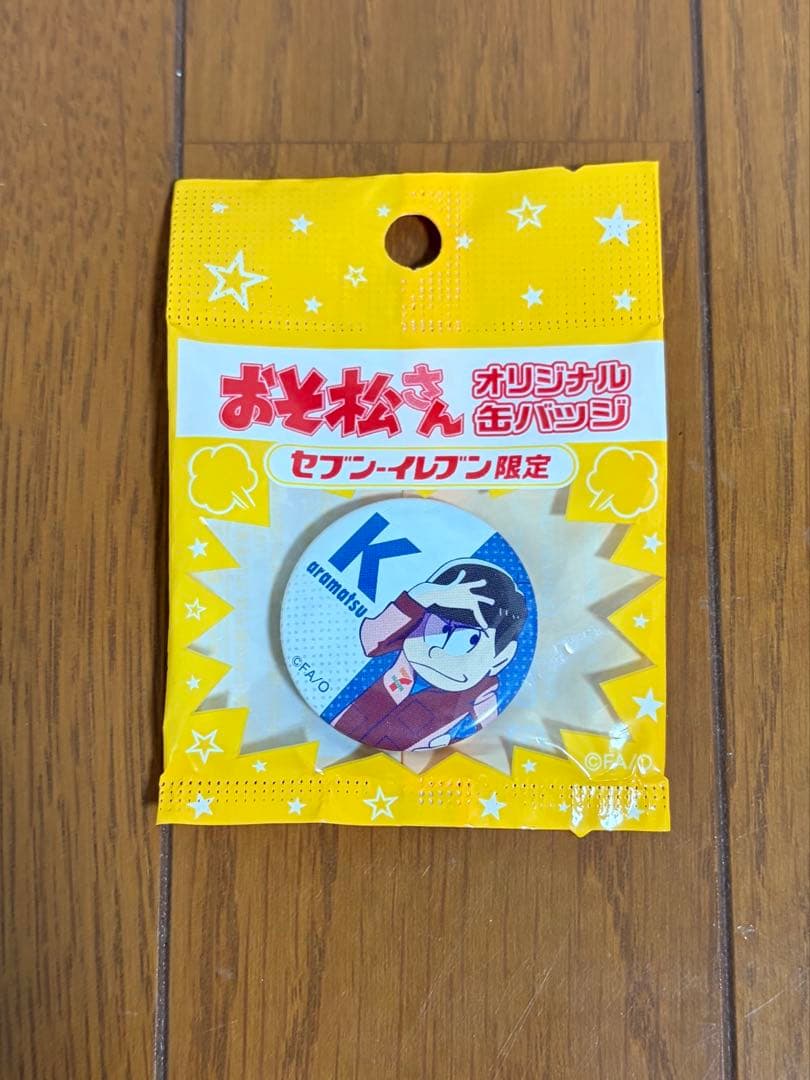 おそ松さん
オリジナル
缶バッジ
セブン-イレブン限定
K
aramatsu
©FA/O
©FA/O